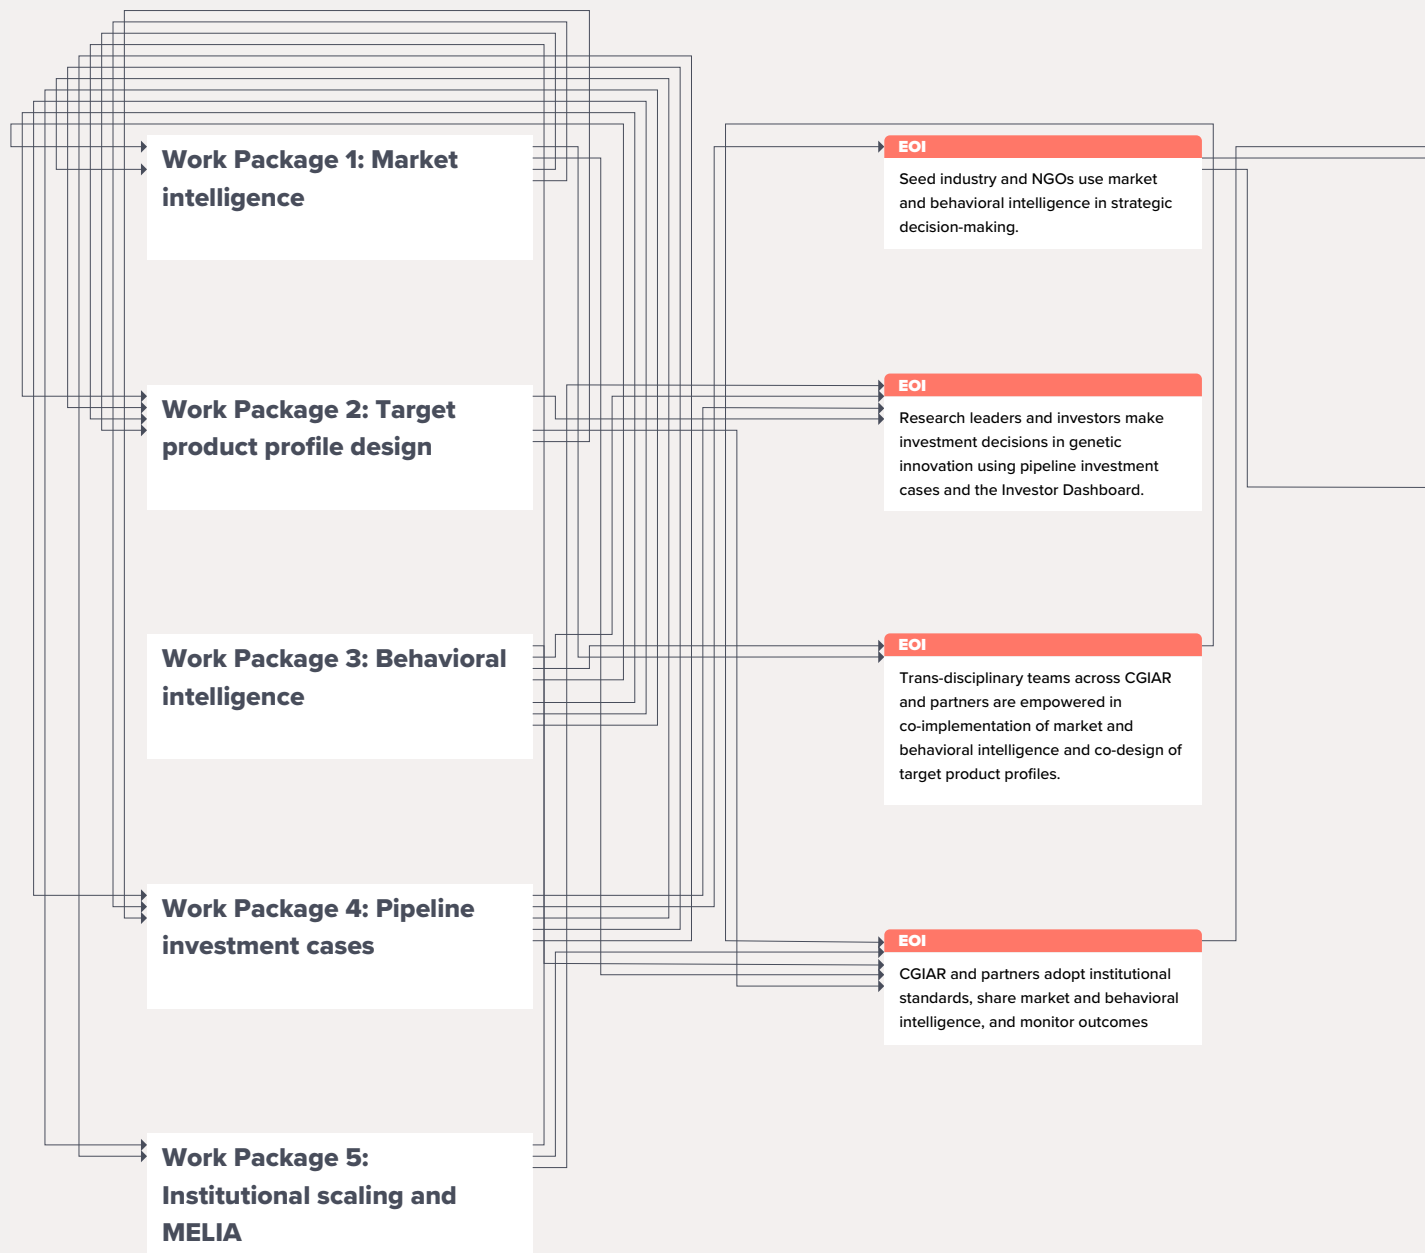 Work Package 1: Market
intelligence
Work Package 2: Target
product profile design
Work Package 3: Behavioral
intelligence
Work Package 4: Pipeline
investment cases
Work Package 5:
Institutional scaling and
MELIA
EOI
Seed industry and NGOs use market
and behavioral intelligence in strategic
decision-making.
EOI
Research leaders and investors make
investment decisions in genetic
innovation using pipeline investment
cases and the Investor Dashboard.
EOI
Trans-disciplinary teams across CGIAR
and partners are empowered in
co-implementation of market and
behavioral intelligence and co-design of
target product profiles.
EOI
CGIAR and partners adopt institutional
standards, share market and behavioral
intelligence, and monitor outcomes